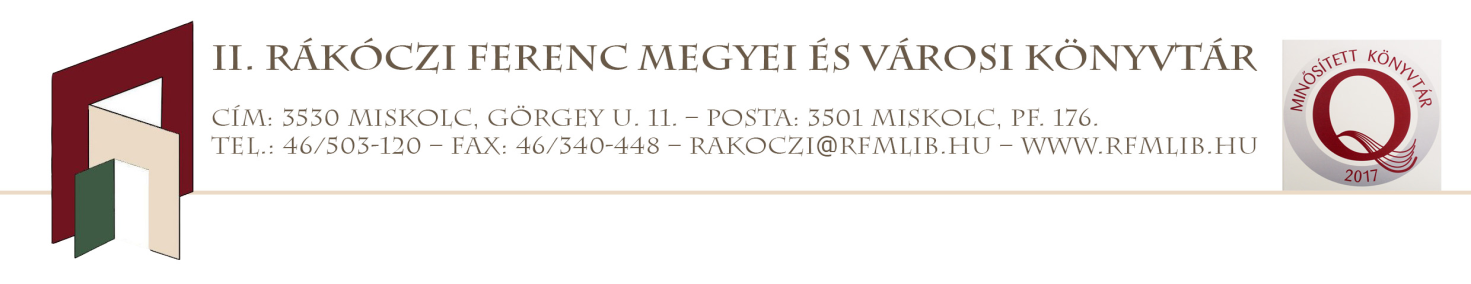 II. RÁKÓCZI FERENC MEGYEI ÉS VÁROSI KÖNYVTÁR
CÍM: 3530 MISKOLC, GÖRGEY U. 11. – POSTA: 3501 MISKOLC, PF. 176.
TEL.: 46/503-120 – FAX: 46/340-448 – RAKOCZI@RFMLIB.HU – WWW.RFMLIB.HU
MINŐSÍTETT KÖNYVTÁR
Q
2017